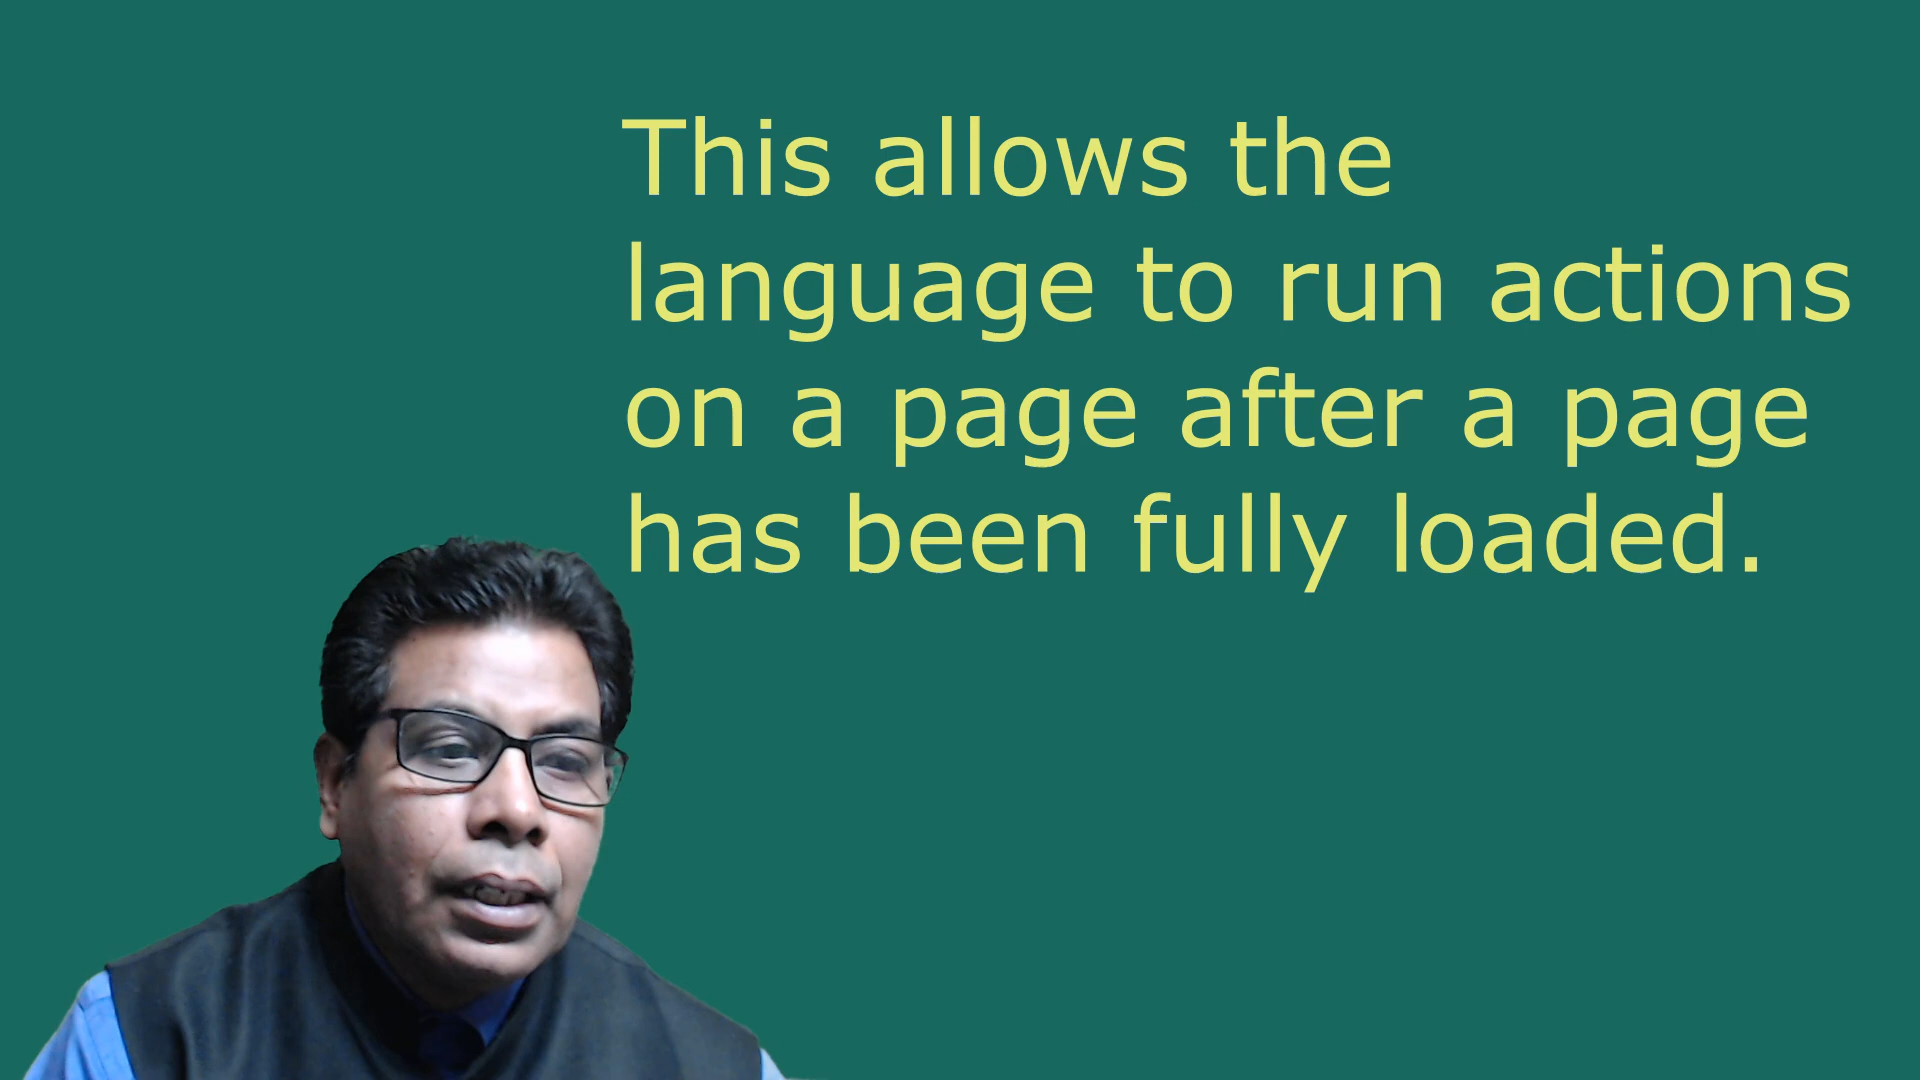 This allows the
language to run actions
on a page after a page
has been fully loaded.